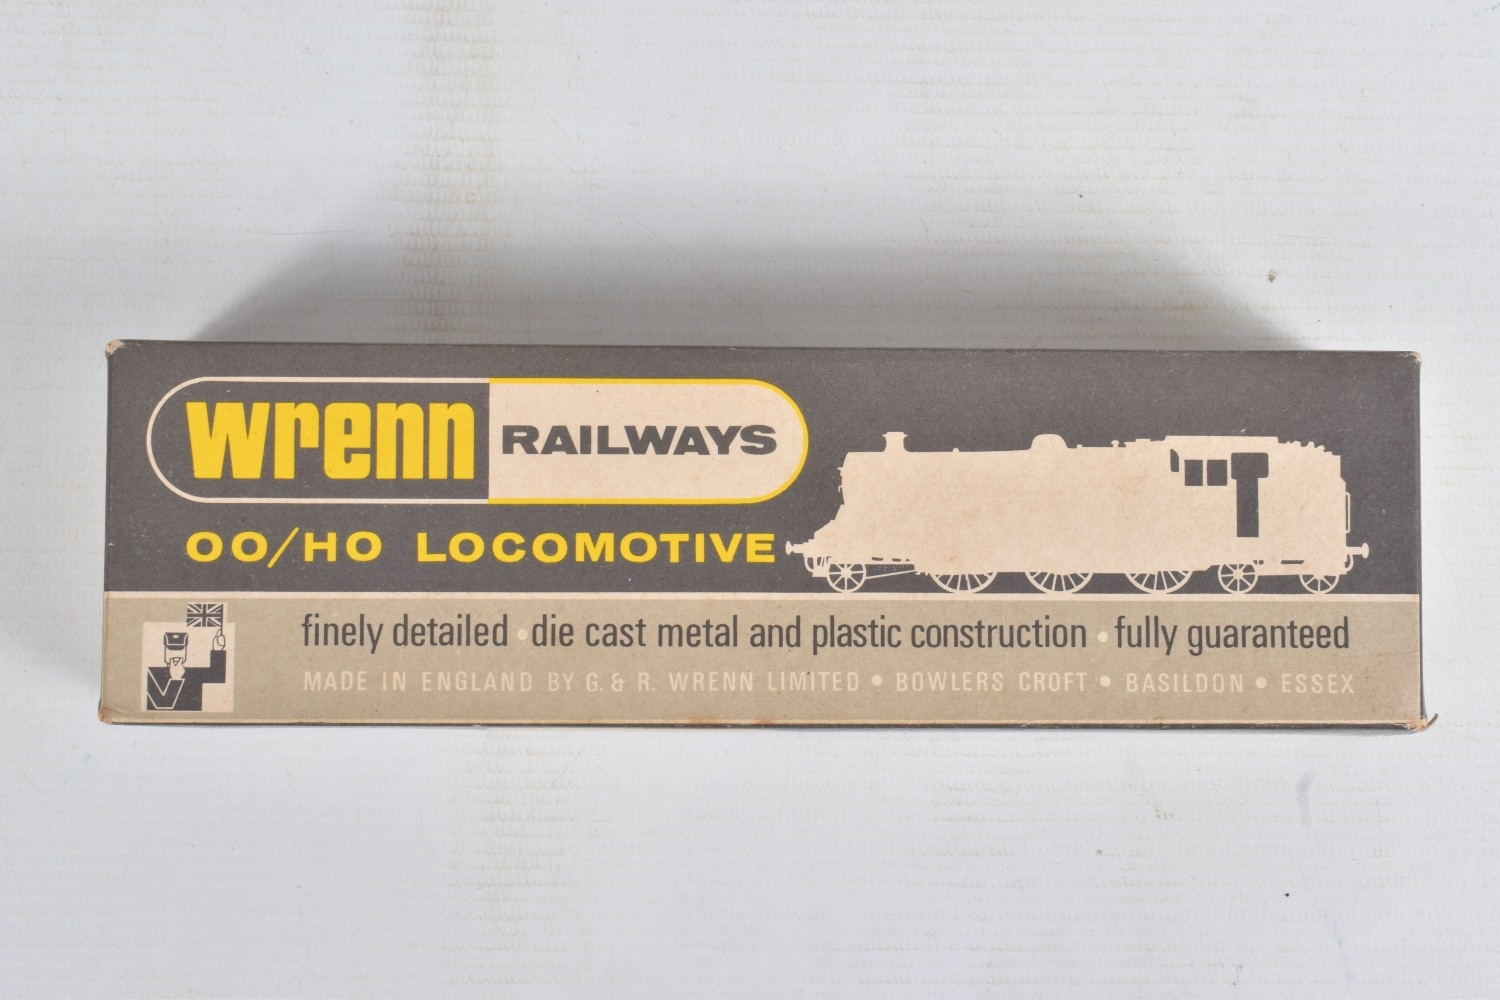 wrenn RAILWAYS
OO/HO LOCOMOTIVE
finely detailed • die cast metal and plastic construction • fully guaranteed
MADE IN ENGLAND BY G. & R. WRENN LIMITED • BOWLERS CROFT • BASILDON • ESSEX